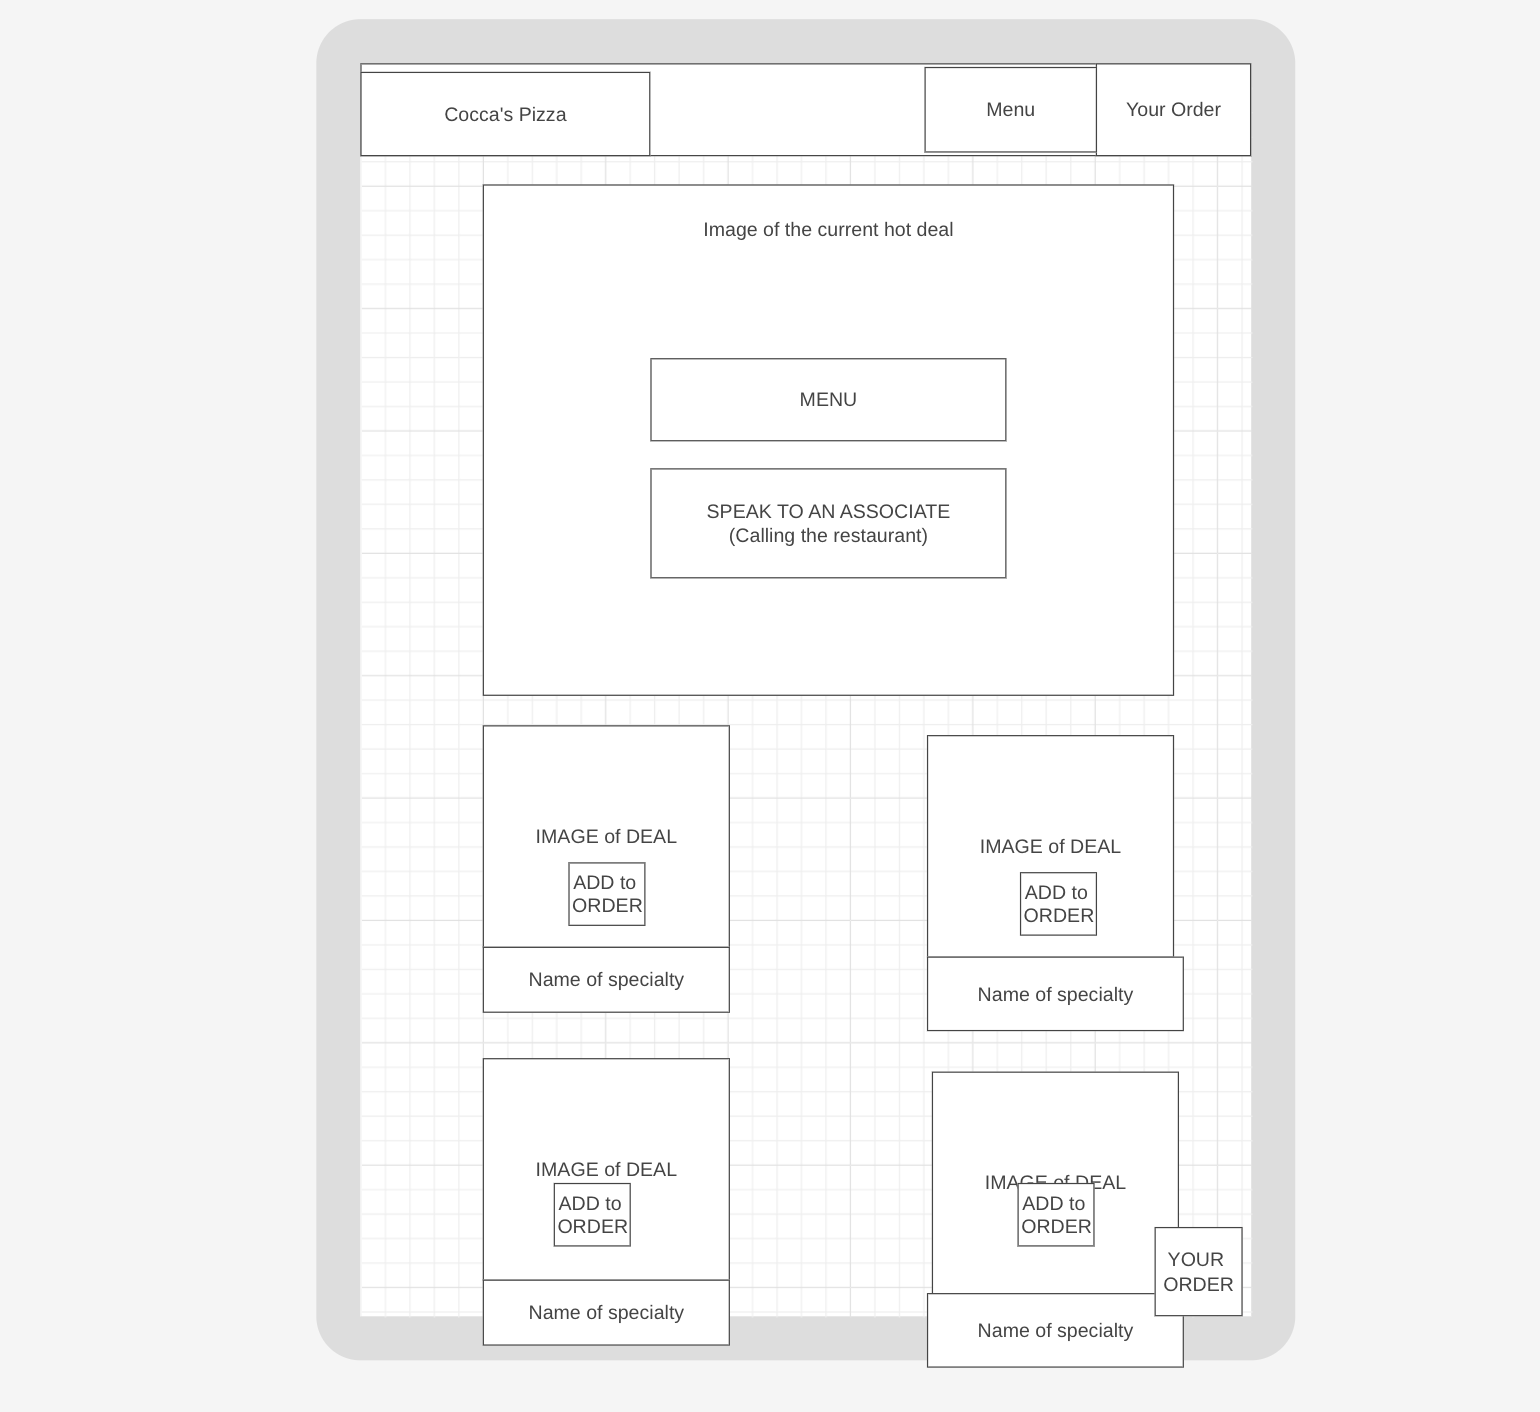 Cocca's Pizza
Menu
Your Order
Image of the current hot deal
MENU
SPEAK TO AN ASSOCIATE
(Calling the restaurant)
IMAGE of DEAL
ADD to
ORDER
Name of specialty
IMAGE of DEAL
ADD to
ORDER
Name of specialty
IMAGE of DEAL
ADD to
ORDER
Name of specialty
IMAGE of DEAL
ADD to
ORDER
YOUR
ORDER
Name of specialty